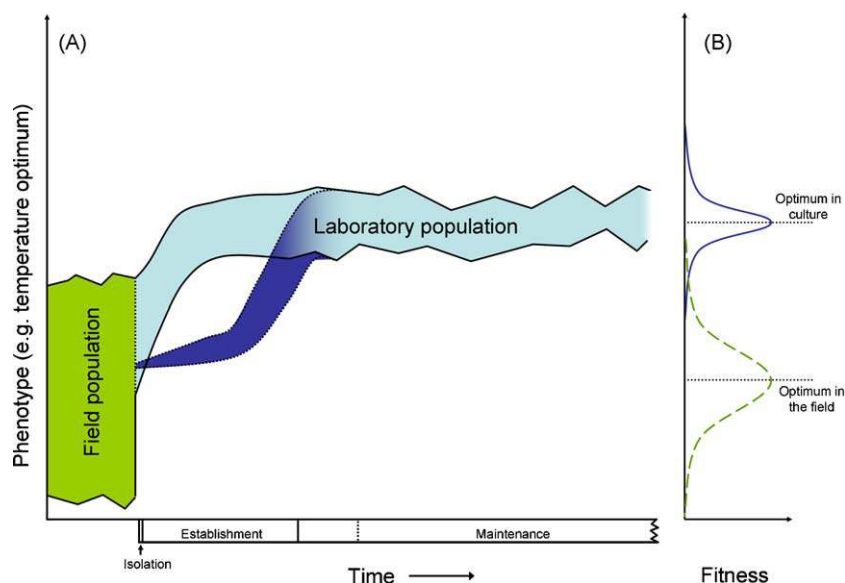 (A)
(B)
Phenotype (e.g. temperature optimum)
Field population
Laboratory population
Optimum in
culture
Optimum in
the field
Establishment
Maintenance
Isolation
Time
Fitness